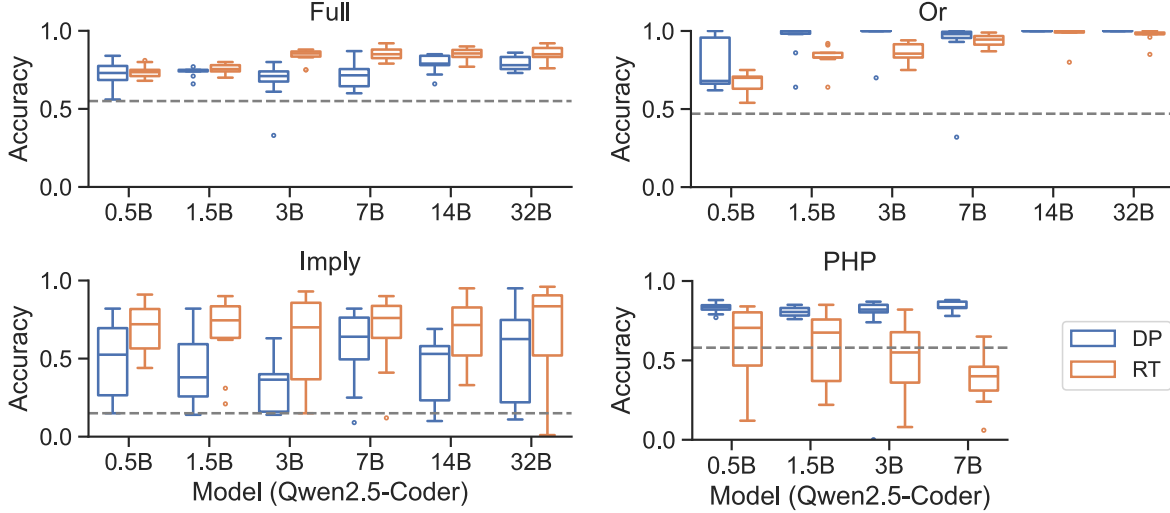 Full
Accuracy
1.0
0.5
0.0
0.5B 1.5B 3B 7B 14B 32B
Or
Accuracy
1.0
0.5
0.0
0.5B 1.5B 3B 7B 14B 32B
Imply
Accuracy
1.0
0.5
0.0
0.5B 1.5B 3B 7B 14B 32B
Model (Qwen2.5-Coder)
PHP
Accuracy
1.0
0.5
0.0
0.5B 1.5B 3B 7B
Model (Qwen2.5-Coder)
DP
RT